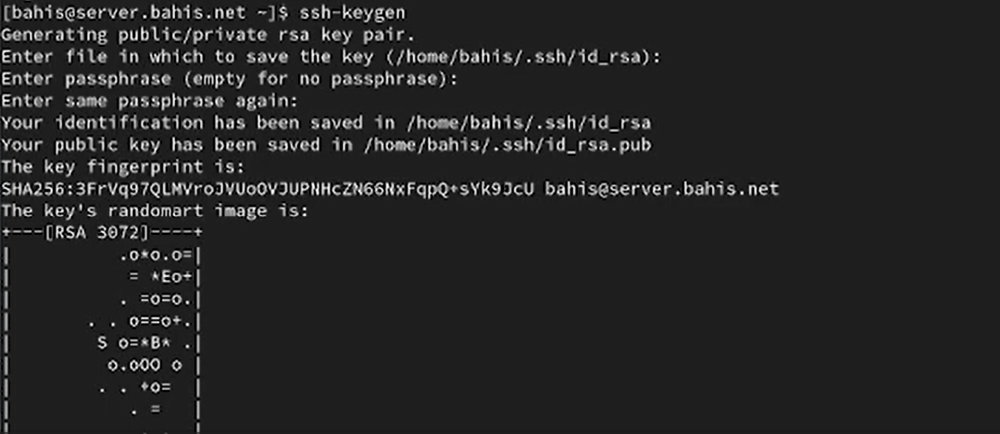 [bahis@server.bahis.net ~]$ ssh-keygen
Generating public/private rsa key pair.
Enter file in which to save the key (/home/bahis/.ssh/id_rsa):
Enter passphrase (empty for no passphrase):
Enter same passphrase again:
Your identification has been saved in /home/bahis/.ssh/id_rsa
Your public key has been saved in /home/bahis/.ssh/id_rsa.pub
The key fingerprint is:
SHA256:3FrVq97QLMVroJVUoOVJUPNHcZN66NxFqpQ+sYk9JcU bahis@server.bahis.net
The key's randomart image is:
+---[RSA 3072]----+
|          .o*o.o=|
|           = *Eo+|
|          . =o=o.|
|       . . o==o+.|
|        S o=*B* .|
|         o.oOO o |
|        . . +o=  |
|           . =   |